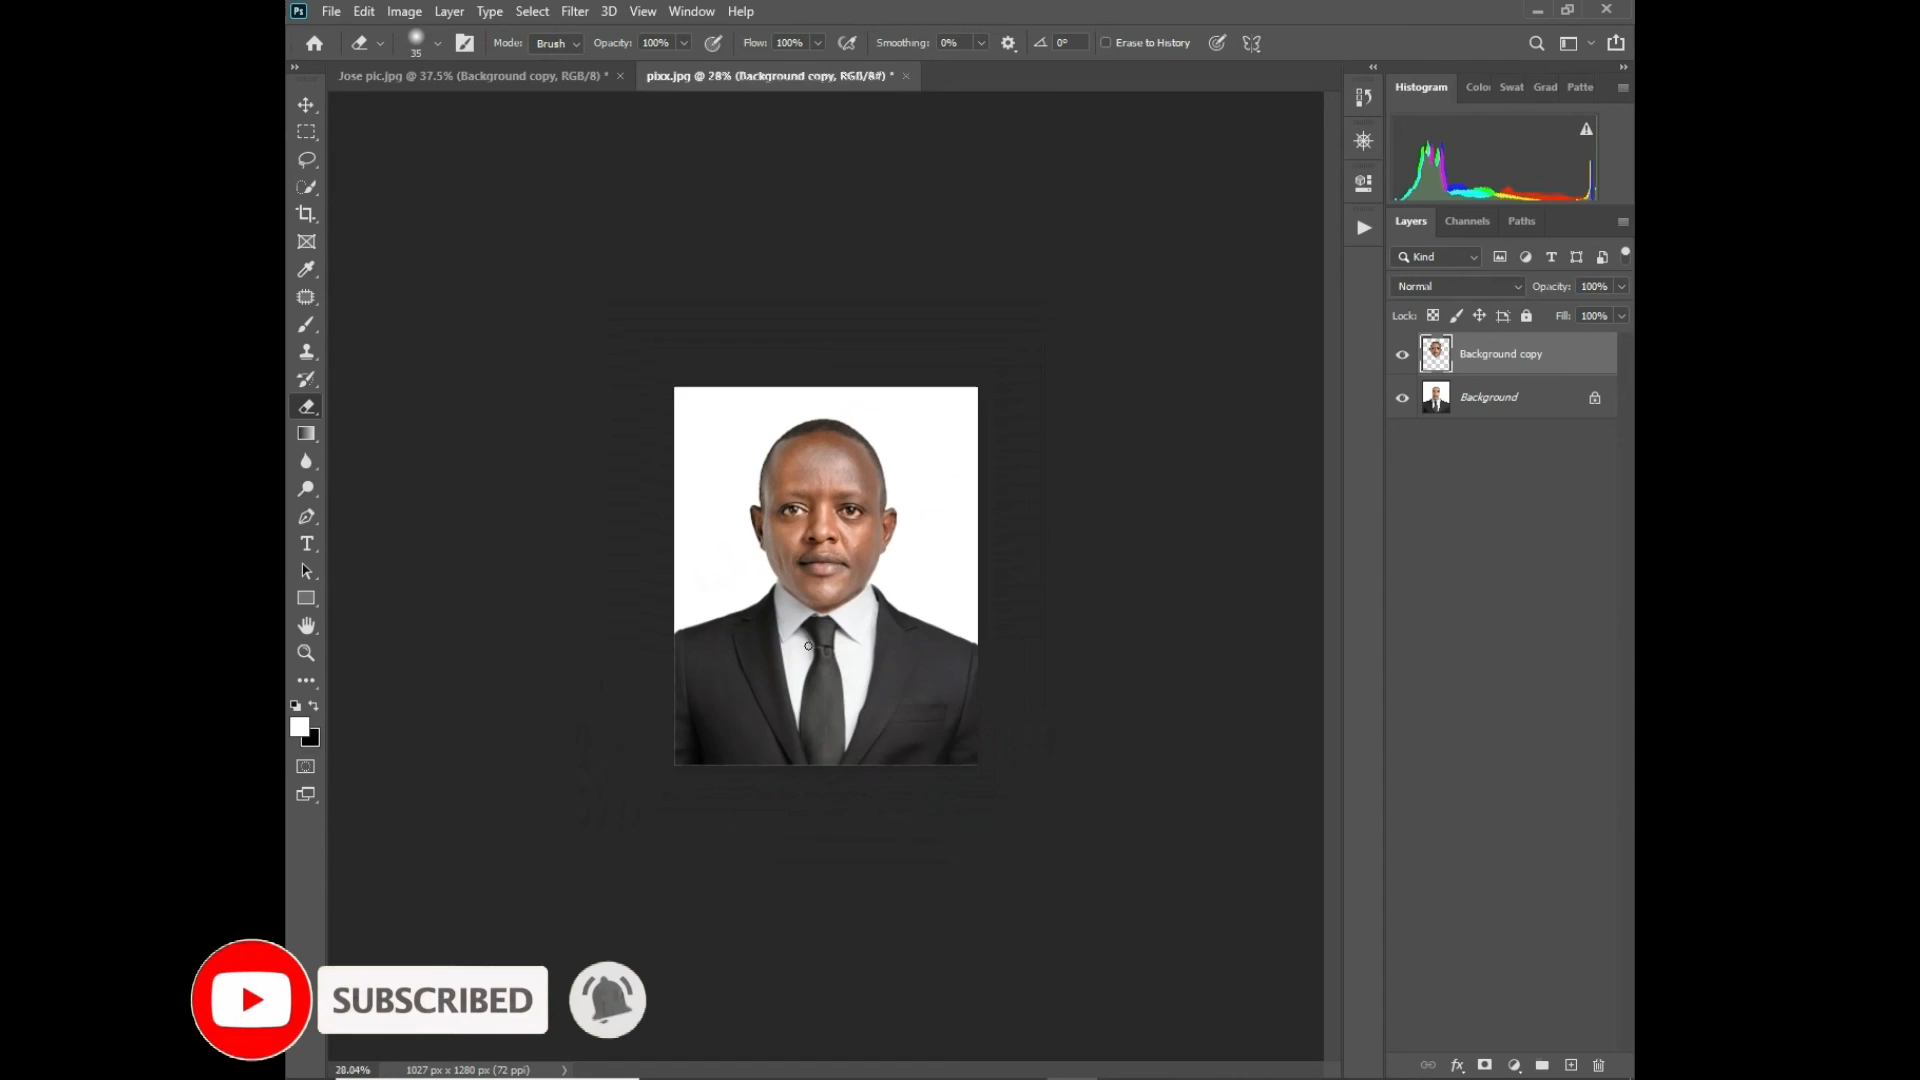 Ps File Edit Image Layer Type Select Filter 3D View Window Help
35 Mode: Brush Opacity: 100% Flow: 100% Smoothing: 0% 0° Erase to History
Jose pic.jpg @ 37.5% (Background copy, RGB/8) * × pixx.jpg @ 28% (Background copy, RGB/8#) * ×
Histogram Color Swat Grad Patte
Layers Channels Paths
Kind
Normal Opacity: 100%
Lock: Fill: 100%
Background copy
Background
SUBSCRIBED
28.04% 1027 px x 1280 px (72 ppi)
fx